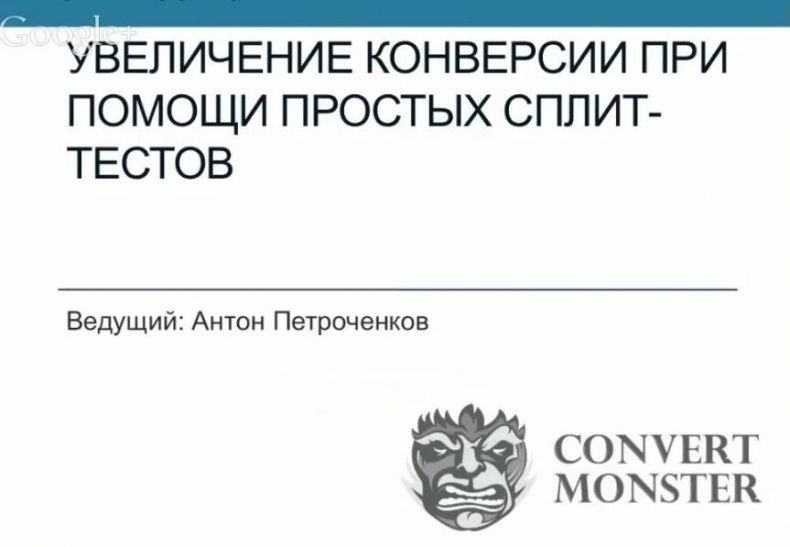 Google+
УВЕЛИЧЕНИЕ КОНВЕРСИИ ПРИ
ПОМОЩИ ПРОСТЫХ СПЛИТ-
ТЕСТОВ
Ведущий: Антон Петроченков
CONVERT
MONSTER